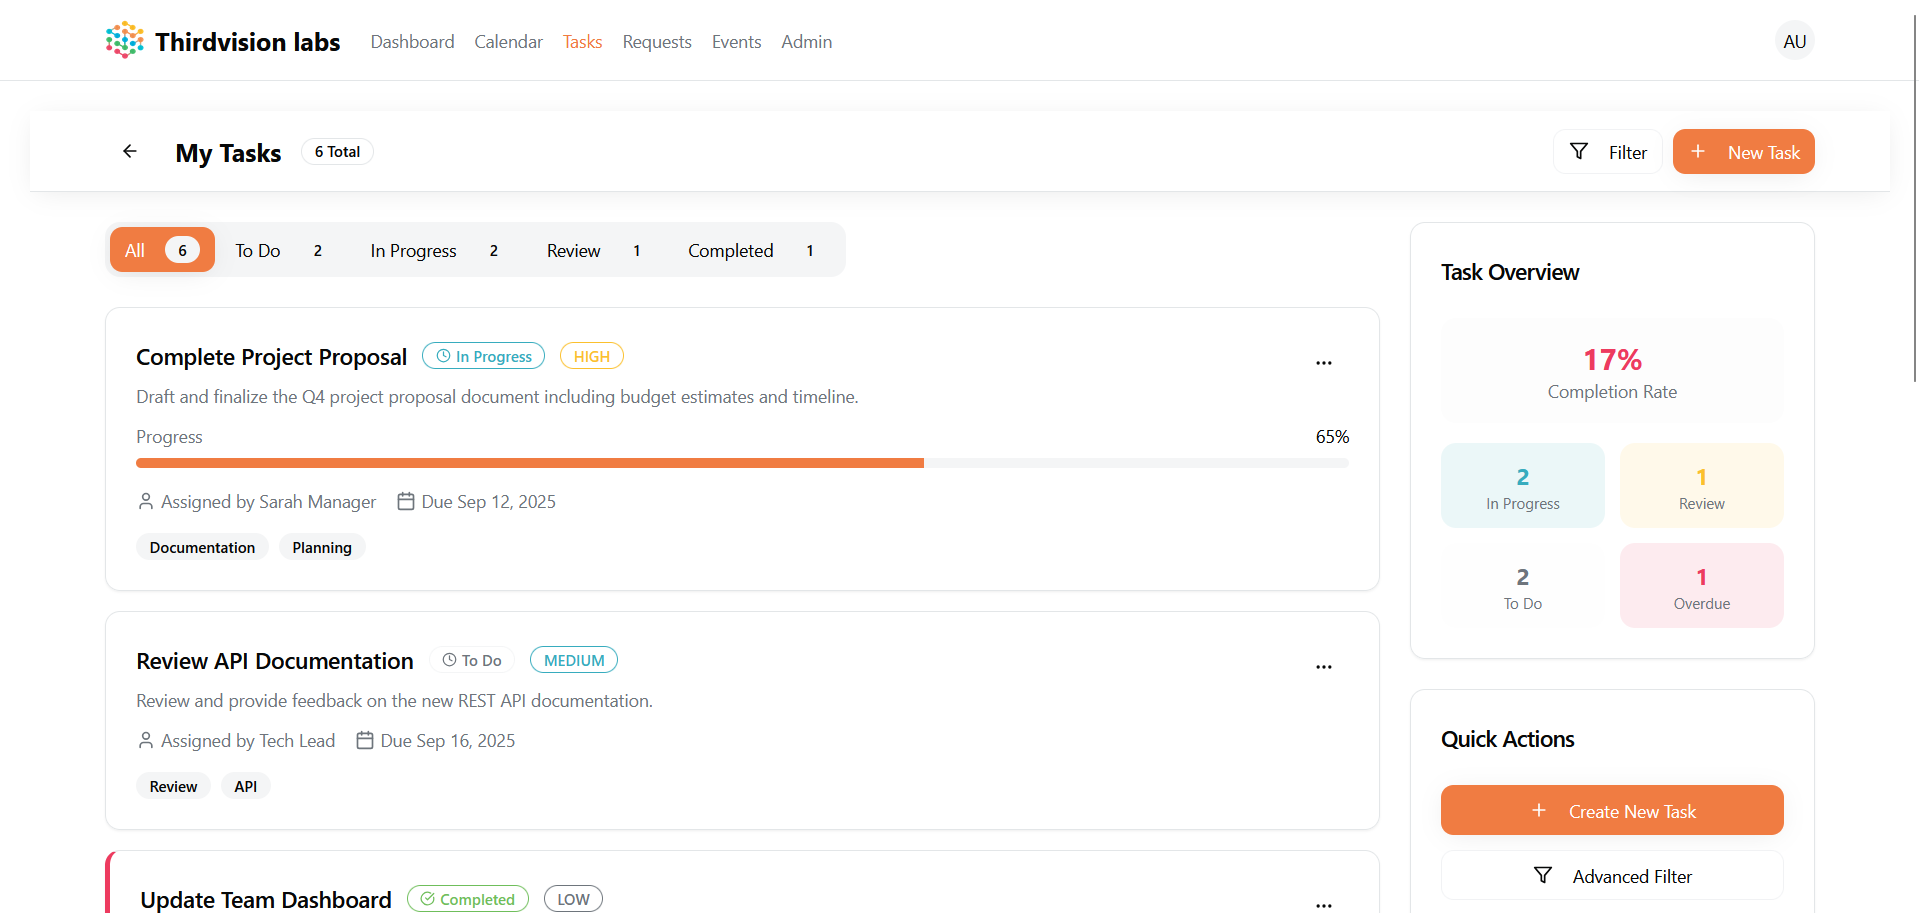 Thirdvision labs Dashboard Calendar Tasks Requests Events Admin AU
My Tasks 6 Total Filter New Task
All 6 To Do 2 In Progress 2 Review 1 Completed 1
Complete Project Proposal In Progress HIGH
Draft and finalize the Q4 project proposal document including budget estimates and timeline.
Progress 65%
Assigned by Sarah Manager Due Sep 12, 2025
Documentation Planning
Review API Documentation To Do MEDIUM
Review and provide feedback on the new REST API documentation.
Assigned by Tech Lead Due Sep 16, 2025
Review API
Update Team Dashboard Completed LOW
Task Overview
17%
Completion Rate
2 1
In Progress Review
2 1
To Do Overdue
Quick Actions
Create New Task
Advanced Filter